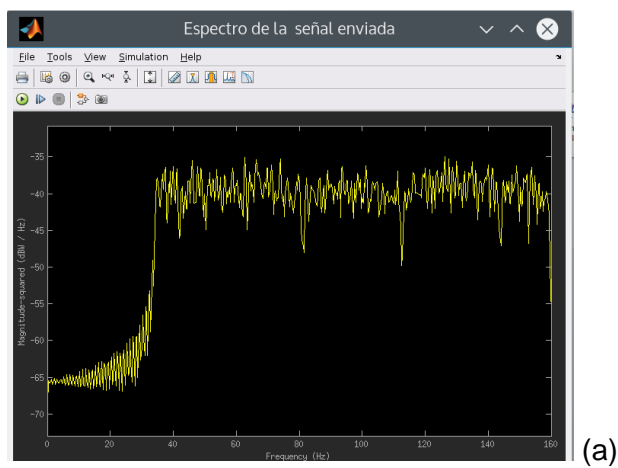 Espectro de la señal enviada
File Tools View Simulation Help
-35
-40
-45
-50
-55
-60
-65
-70
Magnitude-squared (dBW / Hz)
0 20 40 60 80 100 120 140 160
Frequency (Hz)
(a)